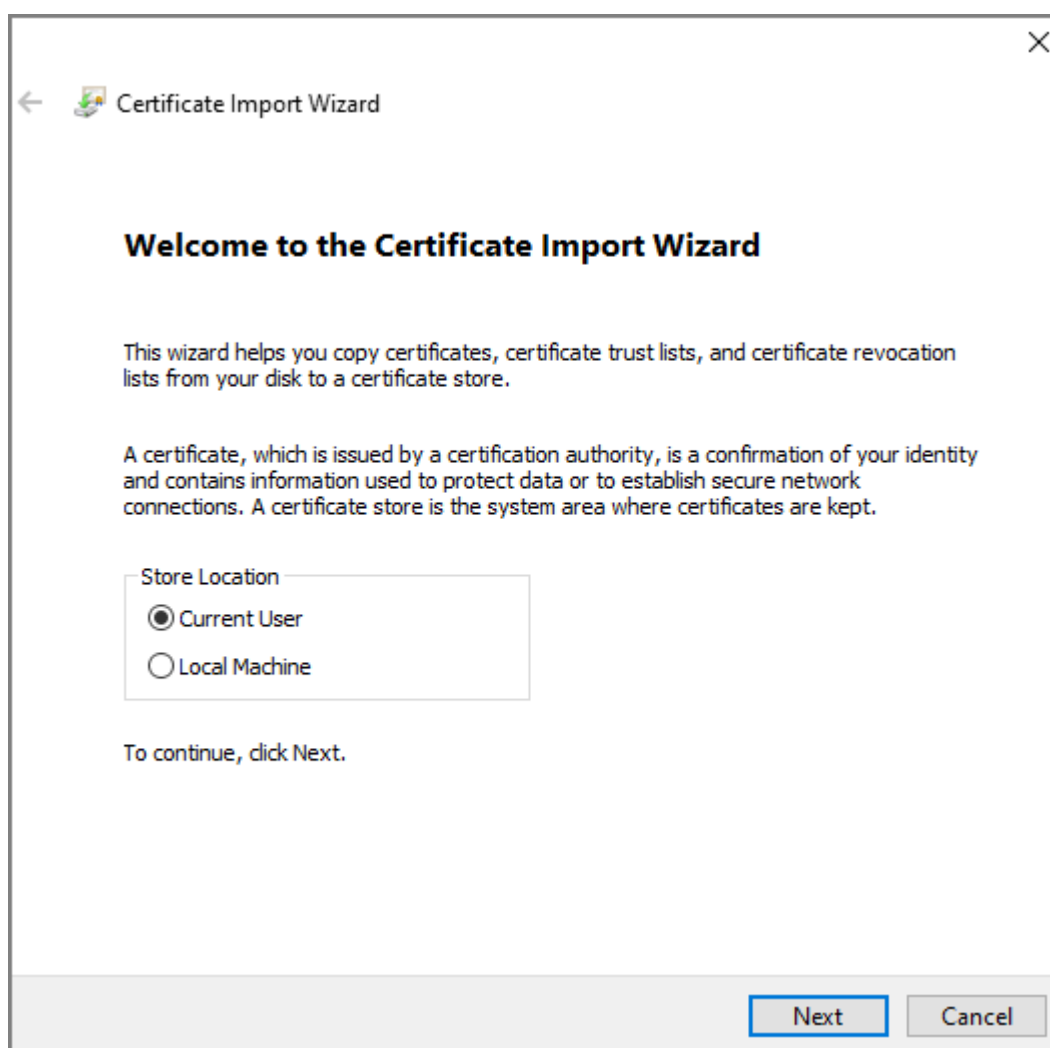 Certificate Import Wizard
Welcome to the Certificate Import Wizard
This wizard helps you copy certificates, certificate trust lists, and certificate revocation
lists from your disk to a certificate store.
A certificate, which is issued by a certification authority, is a confirmation of your identity
and contains information used to protect data or to establish secure network
connections. A certificate store is the system area where certificates are kept.
Store Location
Current User
Local Machine
To continue, click Next.
Next Cancel